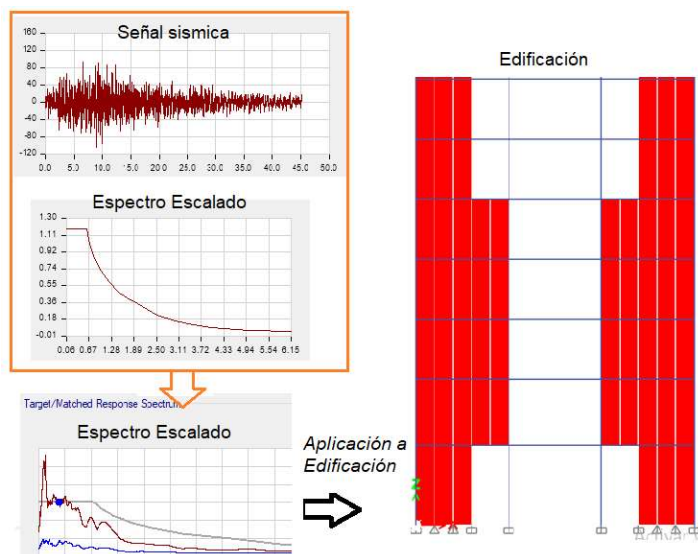 Señal sismica
160
120
80
40
0
-40
-80
-120
0.0 5.0 10.0 15.0 20.0 25.0 30.0 35.0 40.0 45.0 50.0
Espectro Escalado
1.30
1.11
0.92
0.74
0.55
0.36
0.18
-0.01
0.06 0.67 1.28 1.89 2.50 3.11 3.72 4.33 4.94 5.54 6.15
Target/Matched Response Spectrum
Espectro Escalado
Aplicación a
Edificación
Edificación
Z
X